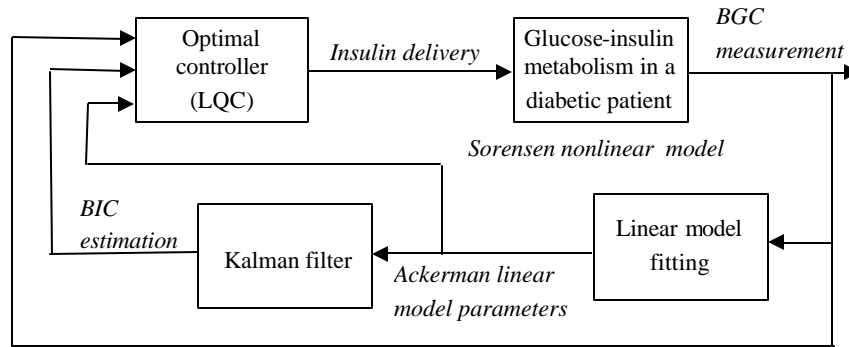 Optimal
controller
(LQC)
Insulin delivery
Glucose-insulin
metabolism in a
diabetic patient
BGC
measurement
Sorensen nonlinear model
BIC
estimation
Kalman filter
Ackerman linear
model parameters
Linear model
fitting